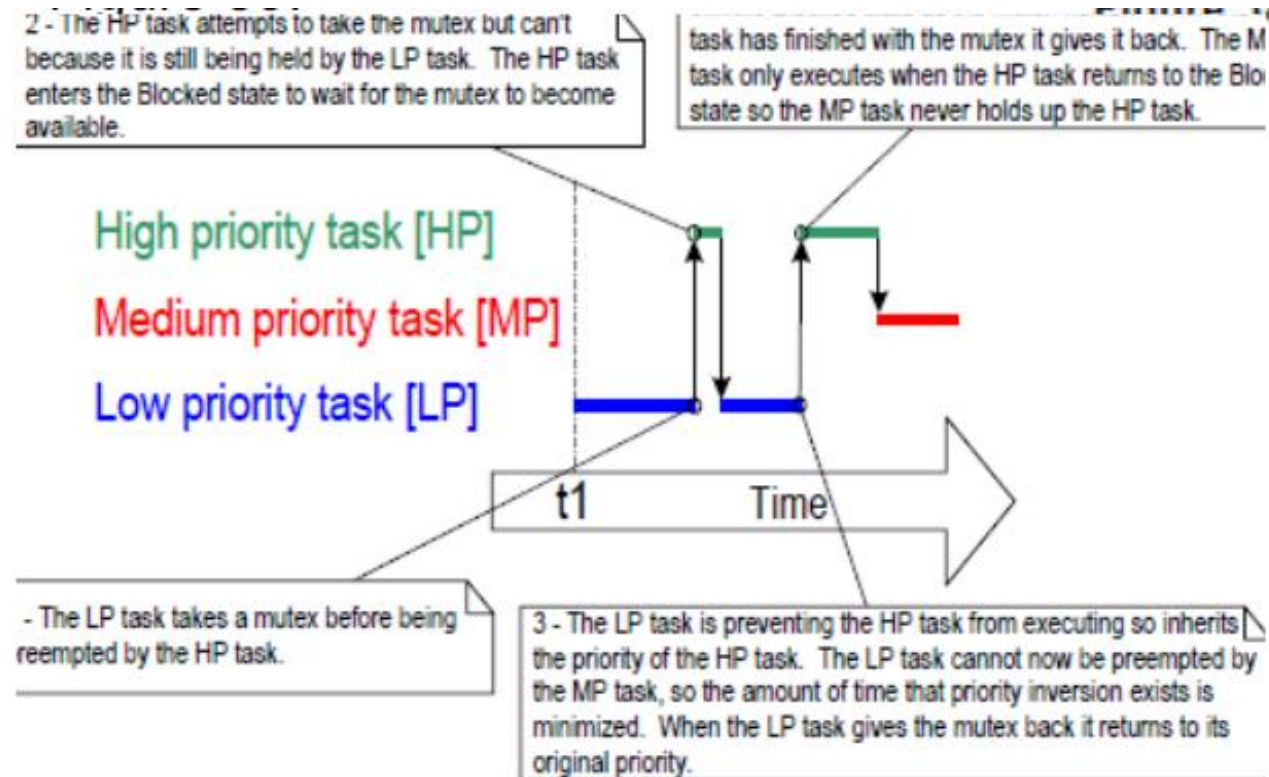 2 - The HP task attempts to take the mutex but can't
because it is still being held by the LP task. The HP task
enters the Blocked state to wait for the mutex to become
available.
task has finished with the mutex it gives it back. The M
task only executes when the HP task returns to the Blo
state so the MP task never holds up the HP task.
High priority task [HP]
Medium priority task [MP]
Low priority task [LP]
t1 Time
- The LP task takes a mutex before being
reempted by the HP task.
3 - The LP task is preventing the HP task from executing so inherits
the priority of the HP task. The LP task cannot now be preempted by
the MP task, so the amount of time that priority inversion exists is
minimized. When the LP task gives the mutex back it returns to its
original priority.